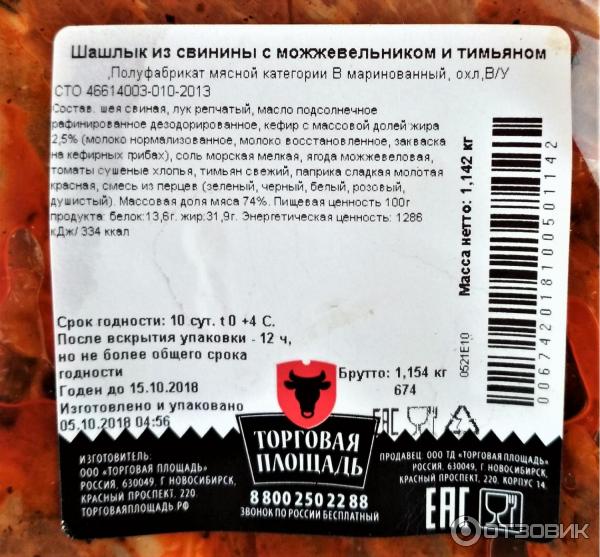 Шашлык из свинины с можжевельником и тимьяном
,Полуфабрикат мясной категории В маринованный, охл,В/У
СТО 46614003-010-2013
Состав. шея свиная, лук репчатый, масло подсолнечное
рафинированное дезодорированное, кефир с массовой долей жира
2,5% (молоко нормализованное, молоко восстановленное, закваска
на кефирных грибах), соль морская мелкая, ягода можжевеловая,
томаты сушеные хлопья, тимьян свежий, паприка сладкая молотая
красная, смесь из перцев (зеленый, черный, белый, розовый,
душистый). Массовая доля мяса 74%. Пищевая ценность 100г
продукта: белок:13,6г. жир:31,9г. Энергетическая ценность: 1286
кДж/ 334 ккал
Масса нетто: 1,142 кг
0521E10
00674201810050 1142
Срок годности: 10 сут. t 0 +4 С.
После вскрытия упаковки - 12 ч,
но не более общего срока
годности
Годен до 15.10.2018
Изготовлено и упаковано
05.10.2018 04:56
Брутто: 1,154 кг
674
EAC
ТОРГОВАЯ
ПЛОЩАДЬ
8 800 250 22 88
ЗВОНОК ПО РОССИИ БЕСПЛАТНЫЙ
ИЗГОТОВИТЕЛЬ:
ООО «ТОРГОВАЯ ПЛОЩАДЬ»
РОССИЯ, 630049, Г НОВОСИБИРСК,
КРАСНЫЙ ПРОСПЕКТ, 220.
ТОРГОВАЯПЛОЩАДЬ.РФ
ПРОДАВЕЦ. ООО ТД «ТОРГОВАЯ ПЛОЩАДЬ»
РОССИЯ, 630049, Г НОВОСИБИРСК,
КРАСНЫЙ ПРОСПЕКТ, 220. КОРПУС 14.
EAC
ОТЗОВИК